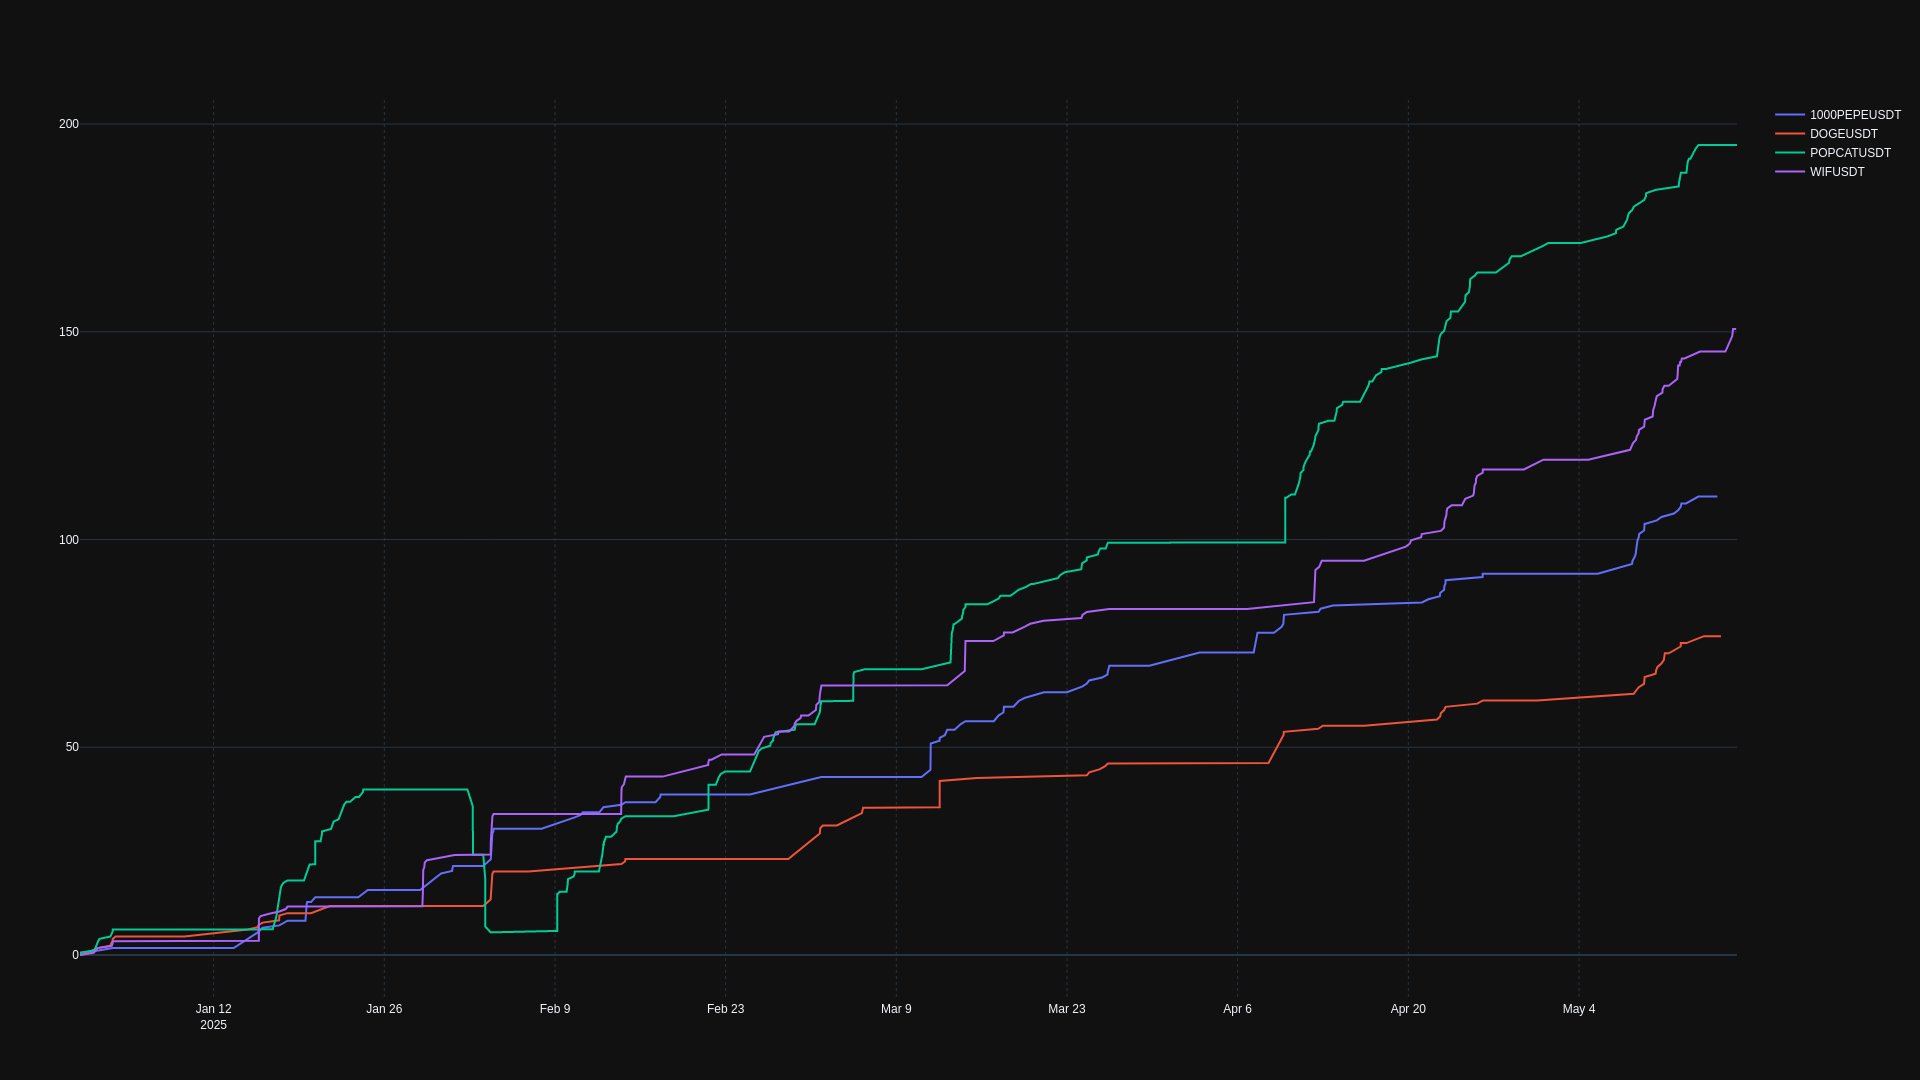 200
150
100
50
0
Jan 12
2025
Jan 26
Feb 9
Feb 23
Mar 9
Mar 23
Apr 6
Apr 20
May 4
1000PEPEUSDT
DOGEUSDT
POPCATUSDT
WIFUSDT